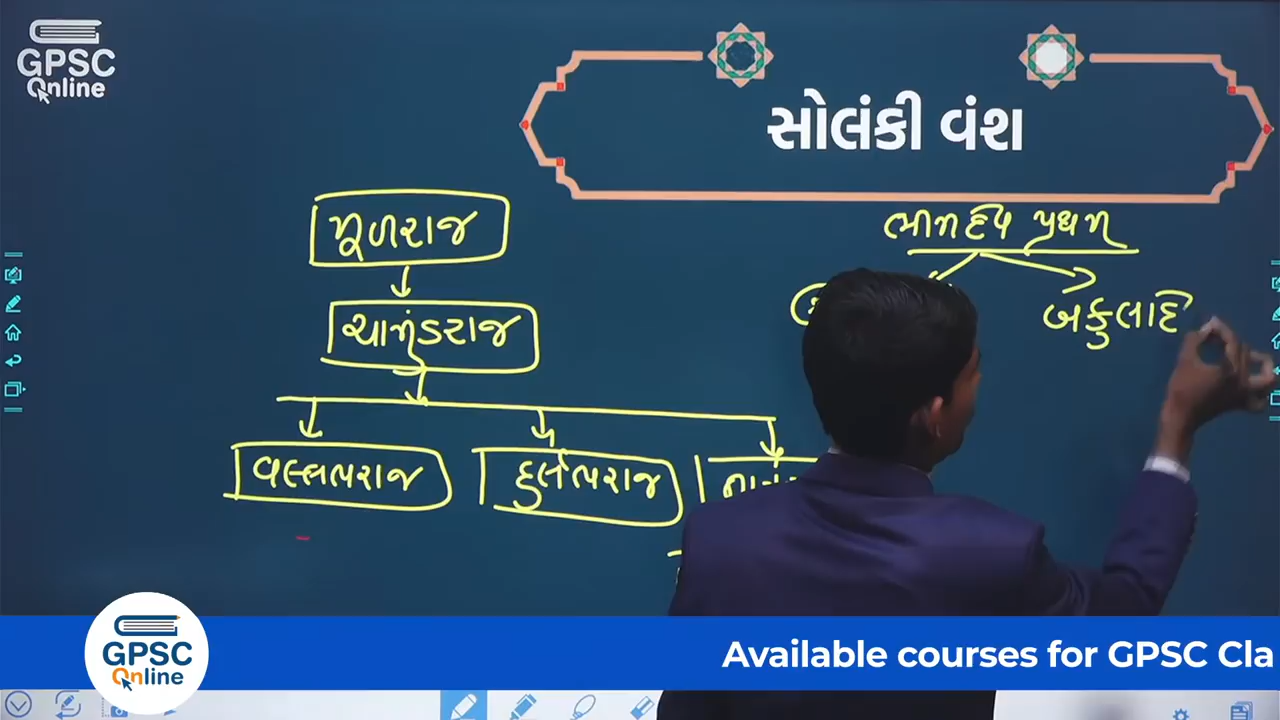 GPSC
Online
સોલંકી વંશ
મૂળરાજ
ભીમદેવ પ્રથમ
ચામુંડરાજ
બકુલાદે
વલ્લભરાજ
દુર્લભરાજ
GPSC
Online
Available courses for GPSC Cla